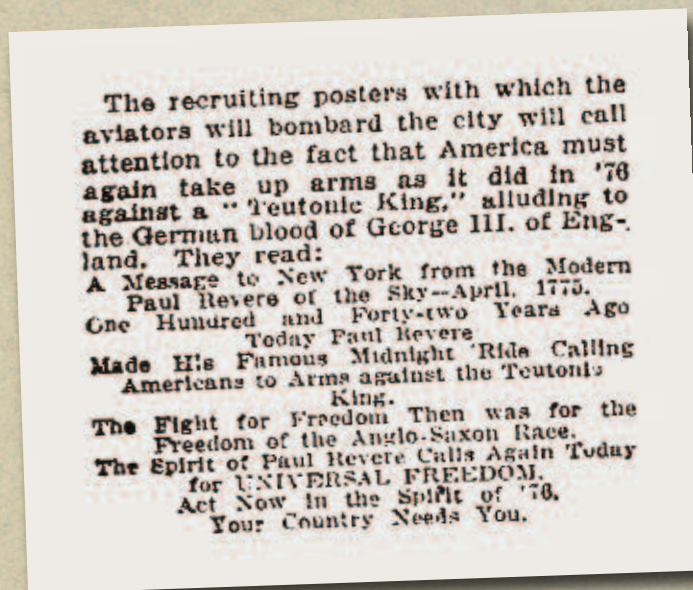 The recruiting posters with which the
aviators will bombard the city will call
attention to the fact that America must
again take up arms as it did in '76
against a "Teutonic King," alluding to
the German blood of George III. of Eng-
land. They read:
A Message to New York from the Modern
Paul Revere of the Sky—April, 1775.
One Hundred and Forty-two Years Ago
Today Paul Revere
Made His Famous Midnight Ride Calling
Americans to Arms against the Teutonic
King.
The Fight for Freedom Then was for the
Freedom of the Anglo-Saxon Race.
The Spirit of Paul Revere Calls Again Today
for UNIVERSAL FREEDOM.
Act Now in the Spirit of '76.
Your Country Needs You.